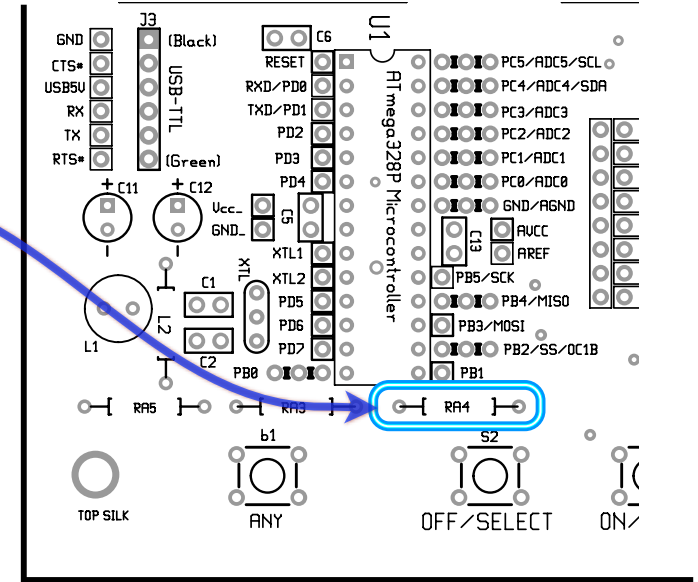 J3
U1
GND
(Black)
C6
CTS#
RESET
PC5/ADC5/SCL
USB5V
USB-TTL
RXD/PD0
PC4/ADC4/SDA
RX
TXD/PD1
PC3/ADC3
TX
PD2
PC2/ADC2
RTS#
(Green)
PD3
PC1/ADC1
PD4
PC0/ADC0
ATmega328P Microcontroller
+
C11
+
C12
Vcc_
C5
GND/AGND
GND_
C13
AVCC
XTL1
AREF
-
-
XTL
XTL2
PB5/SCK
C1
PD5
PB4/MISO
L2
PD6
PB3/MOSI
L1
C2
PD7
PB2/SS/OC1B
PB0
PB1
RA5
RA3
RA4
b1
S2
TOP SILK
ANY
OFF/SELECT
ON/